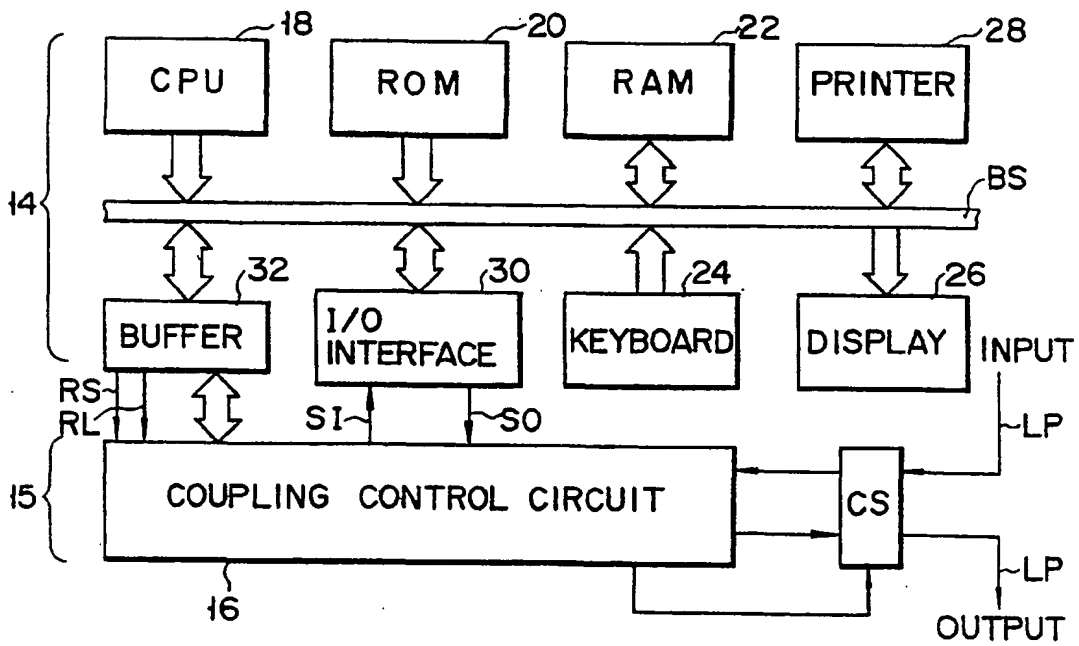 18
20
22
28
CPU
ROM
RAM
PRINTER
14
BS
32
30
24
26
BUFFER
I/O
INTERFACE
KEYBOARD
DISPLAY
INPUT
RS
RL
SI
SO
LP
15
COUPLING CONTROL CIRCUIT
CS
LP
16
OUTPUT